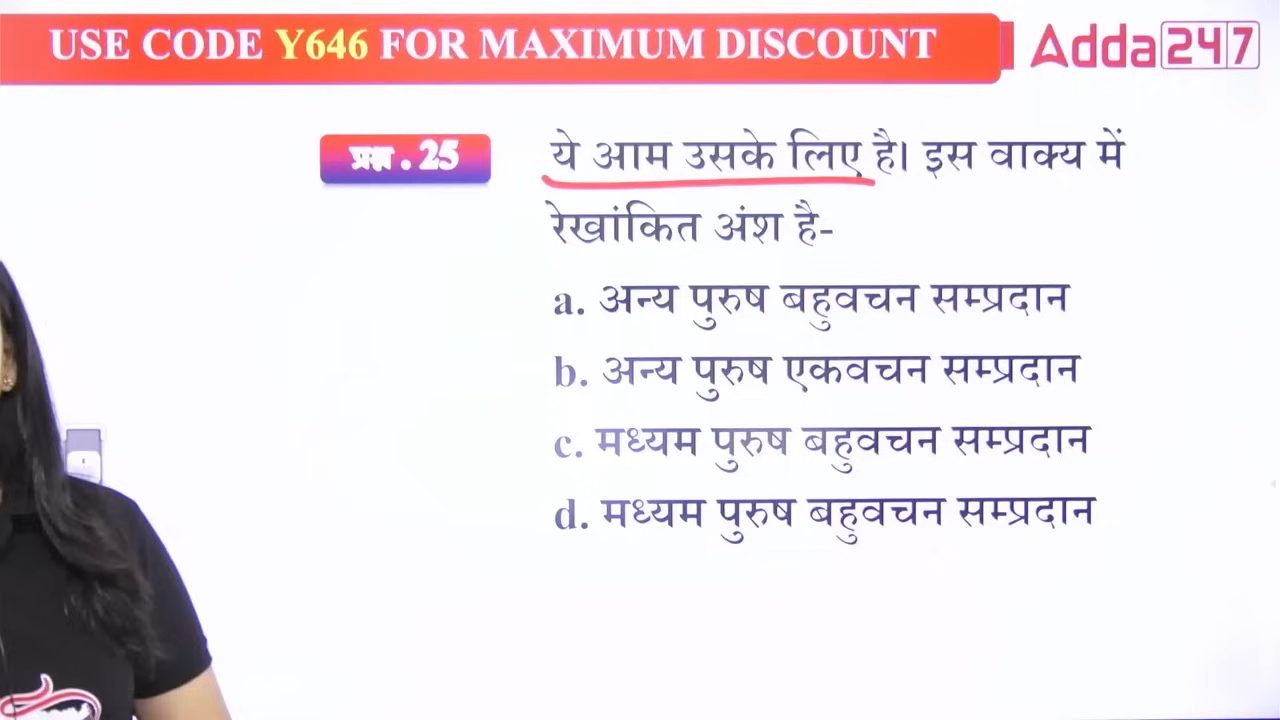 USE CODE Y646 FOR MAXIMUM DISCOUNT
Adda247
प्रश्न . 25
ये आम उसके लिए है। इस वाक्य में
रेखांकित अंश है-
a. अन्य पुरुष बहुवचन सम्प्रदान
b. अन्य पुरुष एकवचन सम्प्रदान
c. मध्यम पुरुष बहुवचन सम्प्रदान
d. मध्यम पुरुष बहुवचन सम्प्रदान